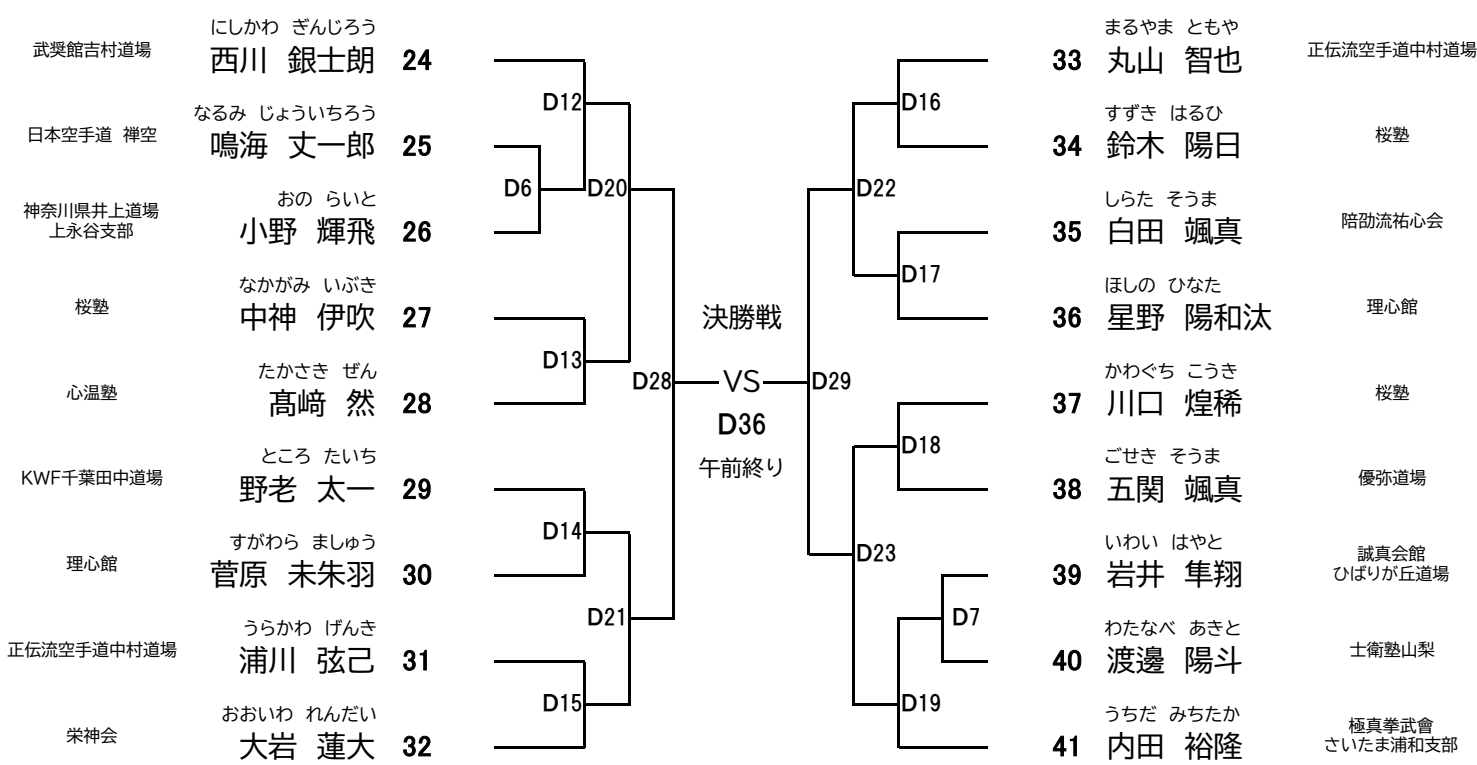 にしかわ ぎんじろう
武奨館吉村道場 西川 銀士朗 24
なるみ じょういちろう
日本空手道 禅空 鳴海 丈一郎 25
おの らいと
神奈川県井上道場
上永谷支部
小野 輝飛 26
なかがみ いぶき
桜塾 中神 伊吹 27
たかさき ぜん
心温塾 髙﨑 然 28
ところ たいち
KWF千葉田中道場 野老 太一 29
すがわら ましゅう
理心館 菅原 未朱羽 30
うらかわ げんき
正伝流空手道中村道場 浦川 弦己 31
おおいわ れんだい
栄神会 大岩 蓮大 32
D12
D6
D20
D13
D28
D14
D21
D15
決勝戦
VS
D36
午前終り
D16
D22
D17
D29
D18
D23
D7
D19
まるやま ともや
33 丸山 智也 正伝流空手道中村道場
すずき はるひ
34 鈴木 陽日 桜塾
しらた そうま
35 白田 颯真 陪劭流祐心会
ほしの ひなた
36 星野 陽和汰 理心館
かわぐち こうき
37 川口 煌稀 桜塾
ごせき そうま
38 五関 颯真 優弥道場
いわい はやと
39 岩井 隼翔
誠真会館
ひばりが丘道場
わたなべ あきと
40 渡邊 陽斗 士衛塾山梨
うちだ みちたか
41 内田 裕隆
極真拳武會
さいたま浦和支部